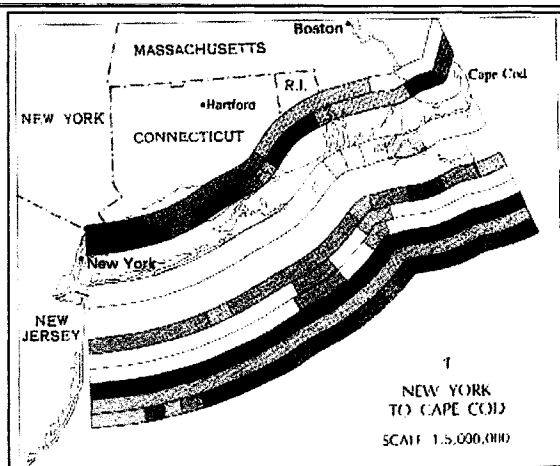 Boston
MASSACHUSETTS
Cape Cod
R.I.
Hartford
NEW YORK
CONNECTICUT
New York
NEW
JERSEY
1
NEW YORK
TO CAPE COD
SCALE 1:5,000,000